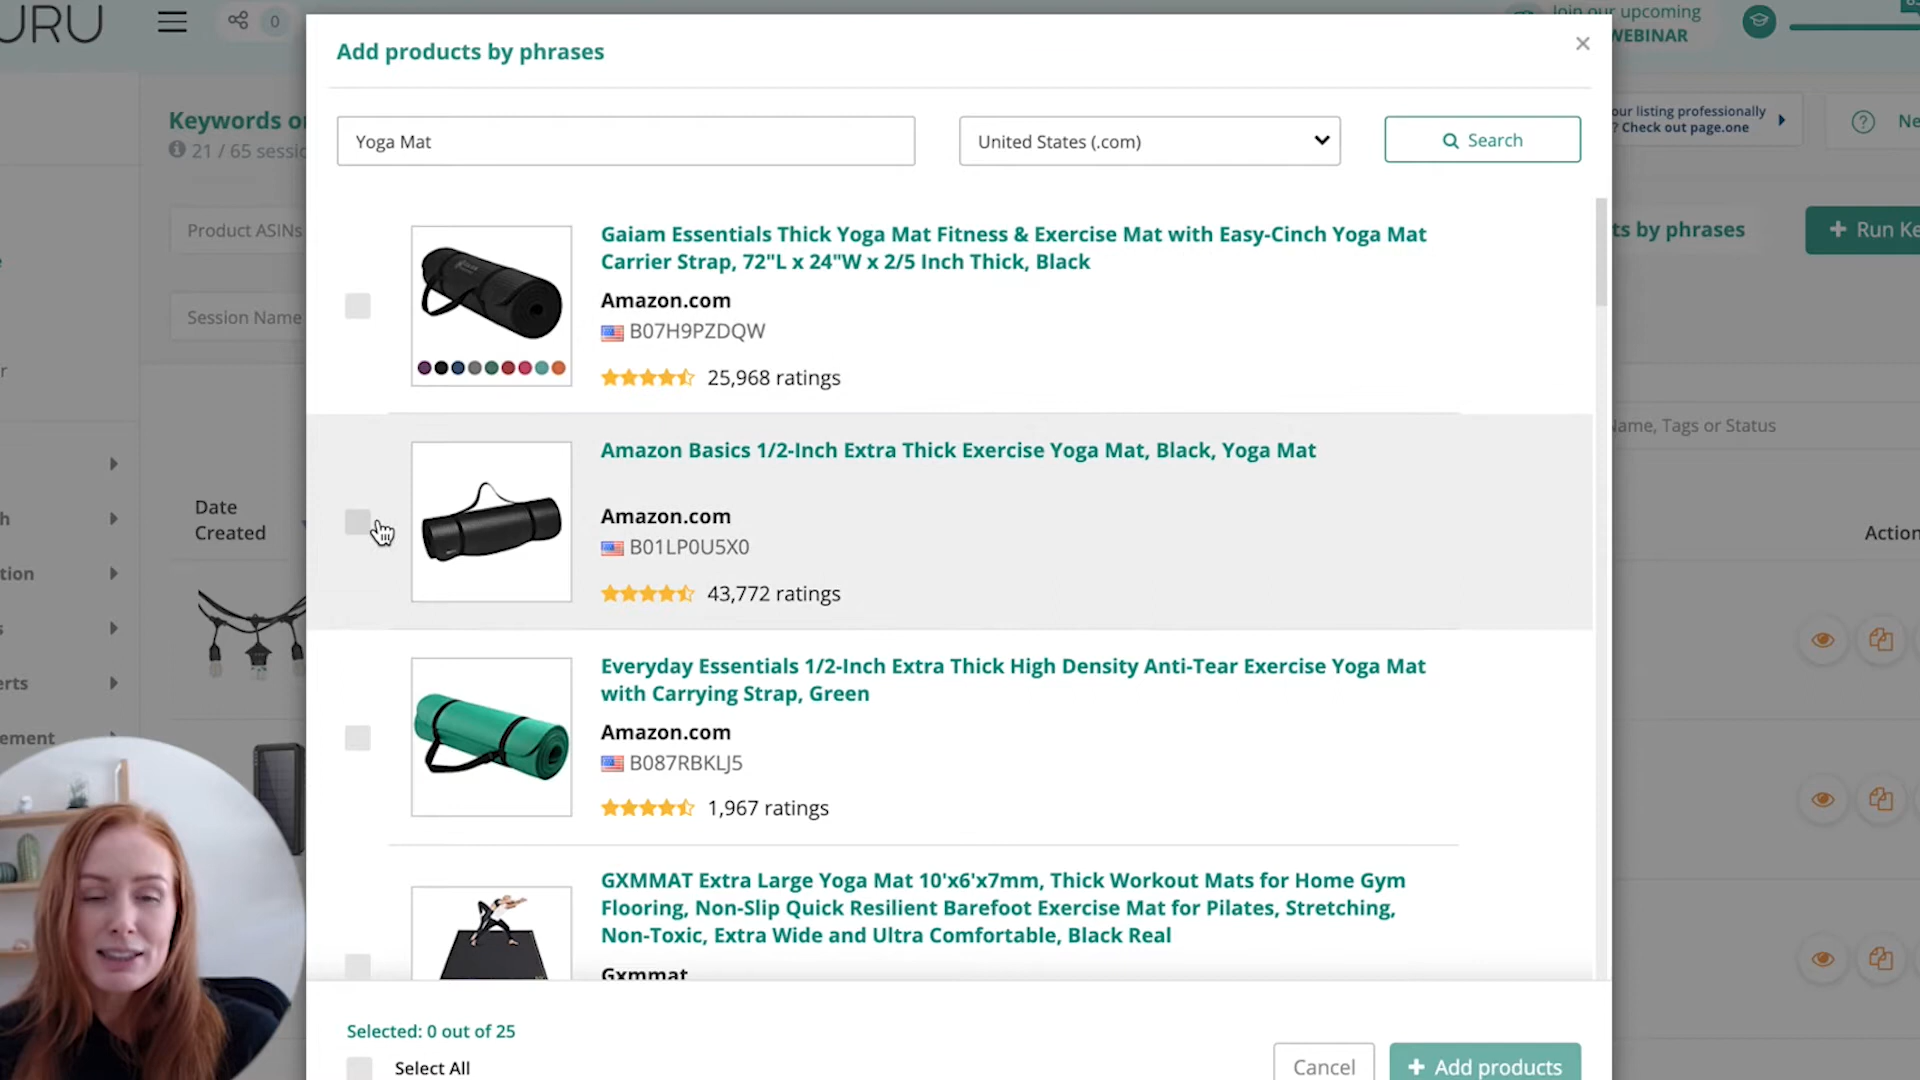 URU
0
Join our upcoming
WEBINAR
Add products by phrases
×
Keywords o
21 / 65 sessio
our listing professionally
? Check out page.one
Ne
Yoga Mat
United States (.com)
Search
Product ASINs
ts by phrases
Run Ke
Session Name
Name, Tags or Status
Date
Created
Action
Gaiam Essentials Thick Yoga Mat Fitness & Exercise Mat with Easy-Cinch Yoga Mat
Carrier Strap, 72"L x 24"W x 2/5 Inch Thick, Black
Amazon.com
B07H9PZDQW
25,968 ratings
Amazon Basics 1/2-Inch Extra Thick Exercise Yoga Mat, Black, Yoga Mat
Amazon.com
B01LP0U5X0
43,772 ratings
Everyday Essentials 1/2-Inch Extra Thick High Density Anti-Tear Exercise Yoga Mat
with Carrying Strap, Green
Amazon.com
B087RBKLJ5
1,967 ratings
GXMMAT Extra Large Yoga Mat 10'x6'x7mm, Thick Workout Mats for Home Gym
Flooring, Non-Slip Quick Resilient Barefoot Exercise Mat for Pilates, Stretching,
Non-Toxic, Extra Wide and Ultra Comfortable, Black Real
Gxmmat
r
h
tion
s
erts
ement
Selected: 0 out of 25
Select All
Cancel
Add products